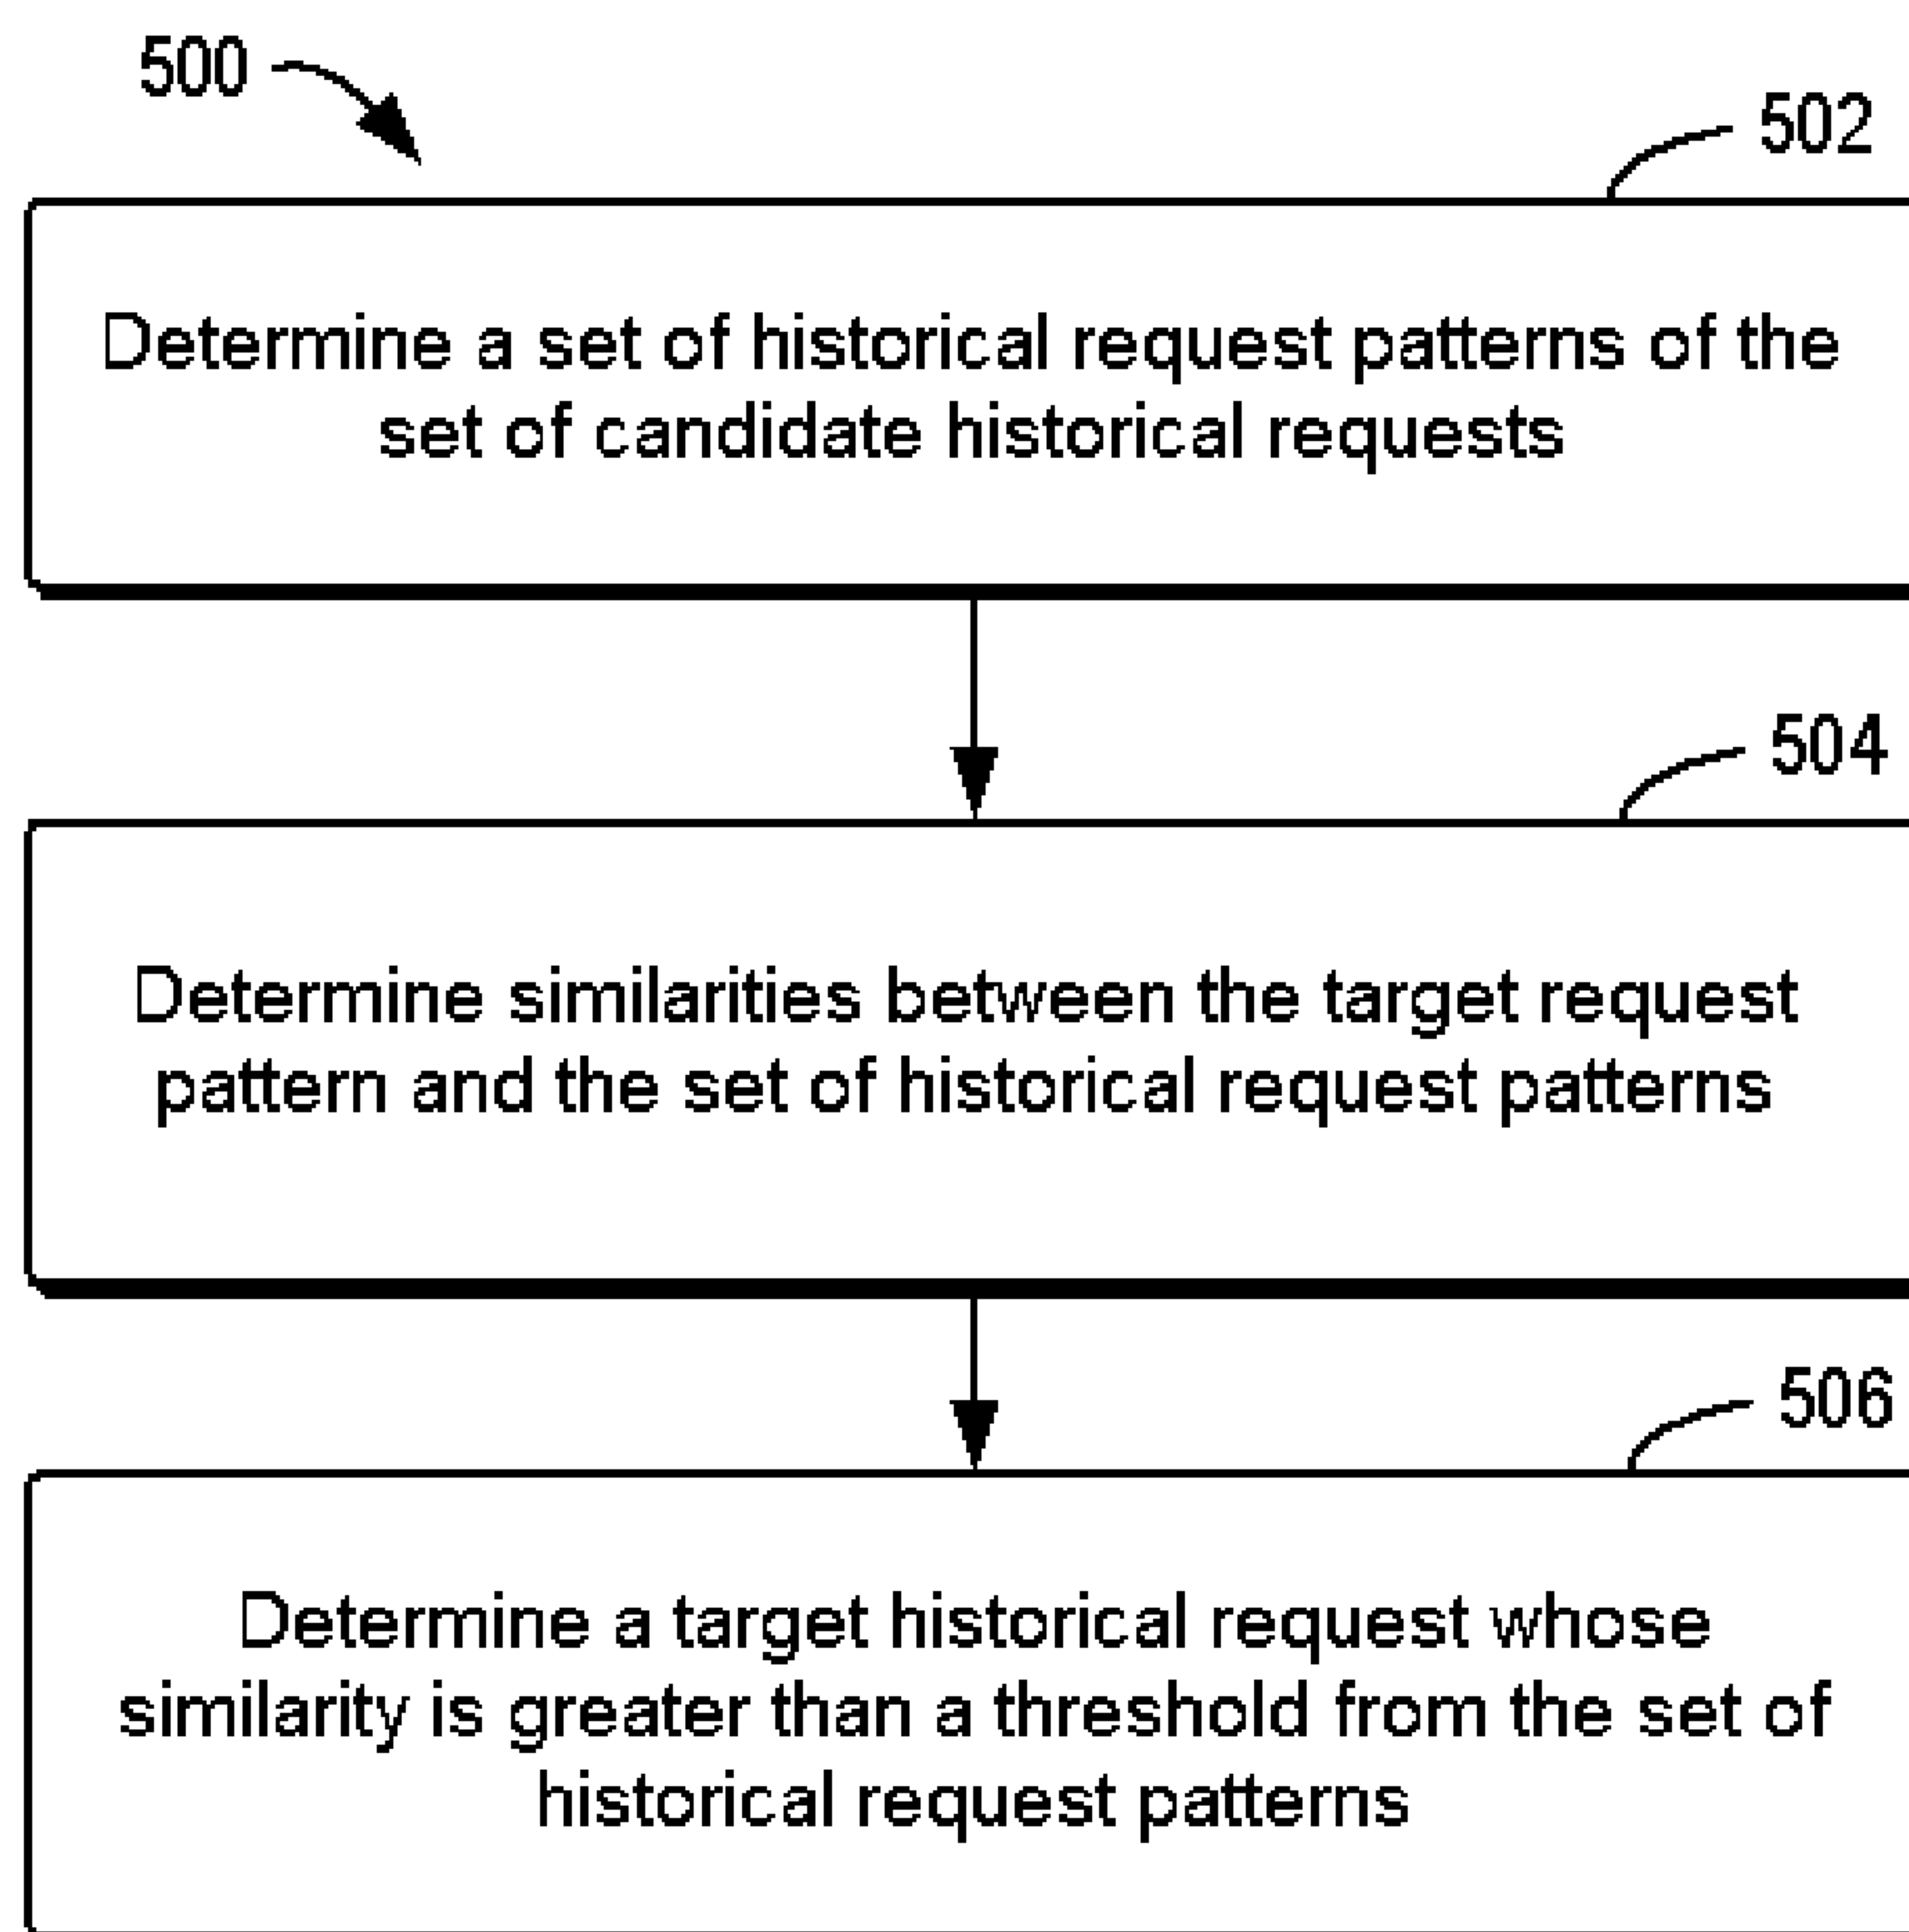 500
502
Determine a set of historical request patterns of the
set of candidate historical requests
504
Determine similarities between the target request
pattern and the set of historical request patterns
506
Determine a target historical request whose
similarity is greater than a threshold from the set of
historical request patterns